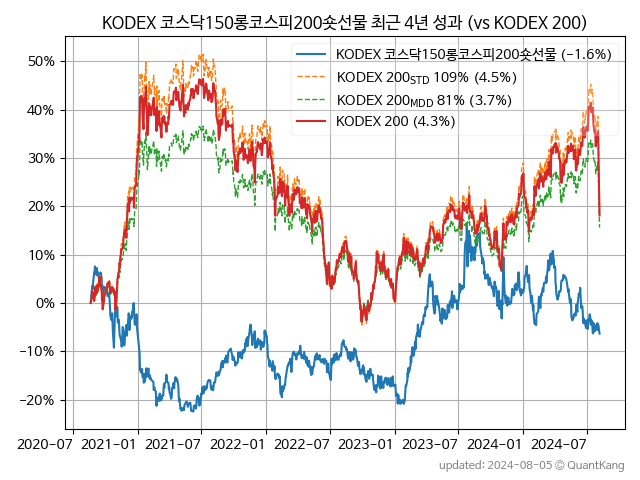 KODEX 코스닥150롱코스피200숏선물 최근 4년 성과 (vs KODEX 200)
KODEX 코스닥150롱코스피200숏선물 (−1.6%)
KODEX 200STD 109% (4.5%)
KODEX 200MDD 81% (3.7%)
KODEX 200 (4.3%)
50%
40%
30%
20%
10%
0%
−10%
−20%
2020-07 2021-01 2021-07 2022-01 2022-07 2023-01 2023-07 2024-01 2024-07
updated: 2024-08-05 ⓒ QuantKang